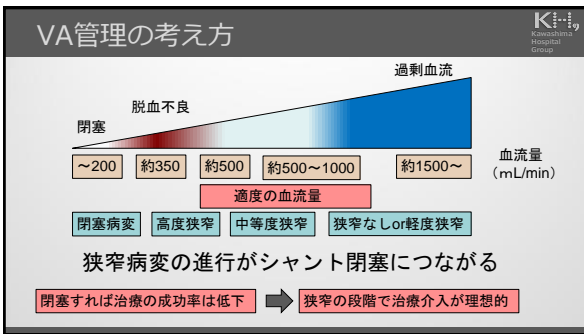 VA管理の考え方
Kawashima
Hospital
Group
過剰血流
脱血不良
閉塞
～200
約350
約500
約500～1000
約1500～
血流量
（mL/min）
適度の血流量
閉塞病変
高度狭窄
中等度狭窄
狭窄なしor軽度狭窄
狭窄病変の進行がシャント閉塞につながる
閉塞すれば治療の成功率は低下
狭窄の段階で治療介入が理想的